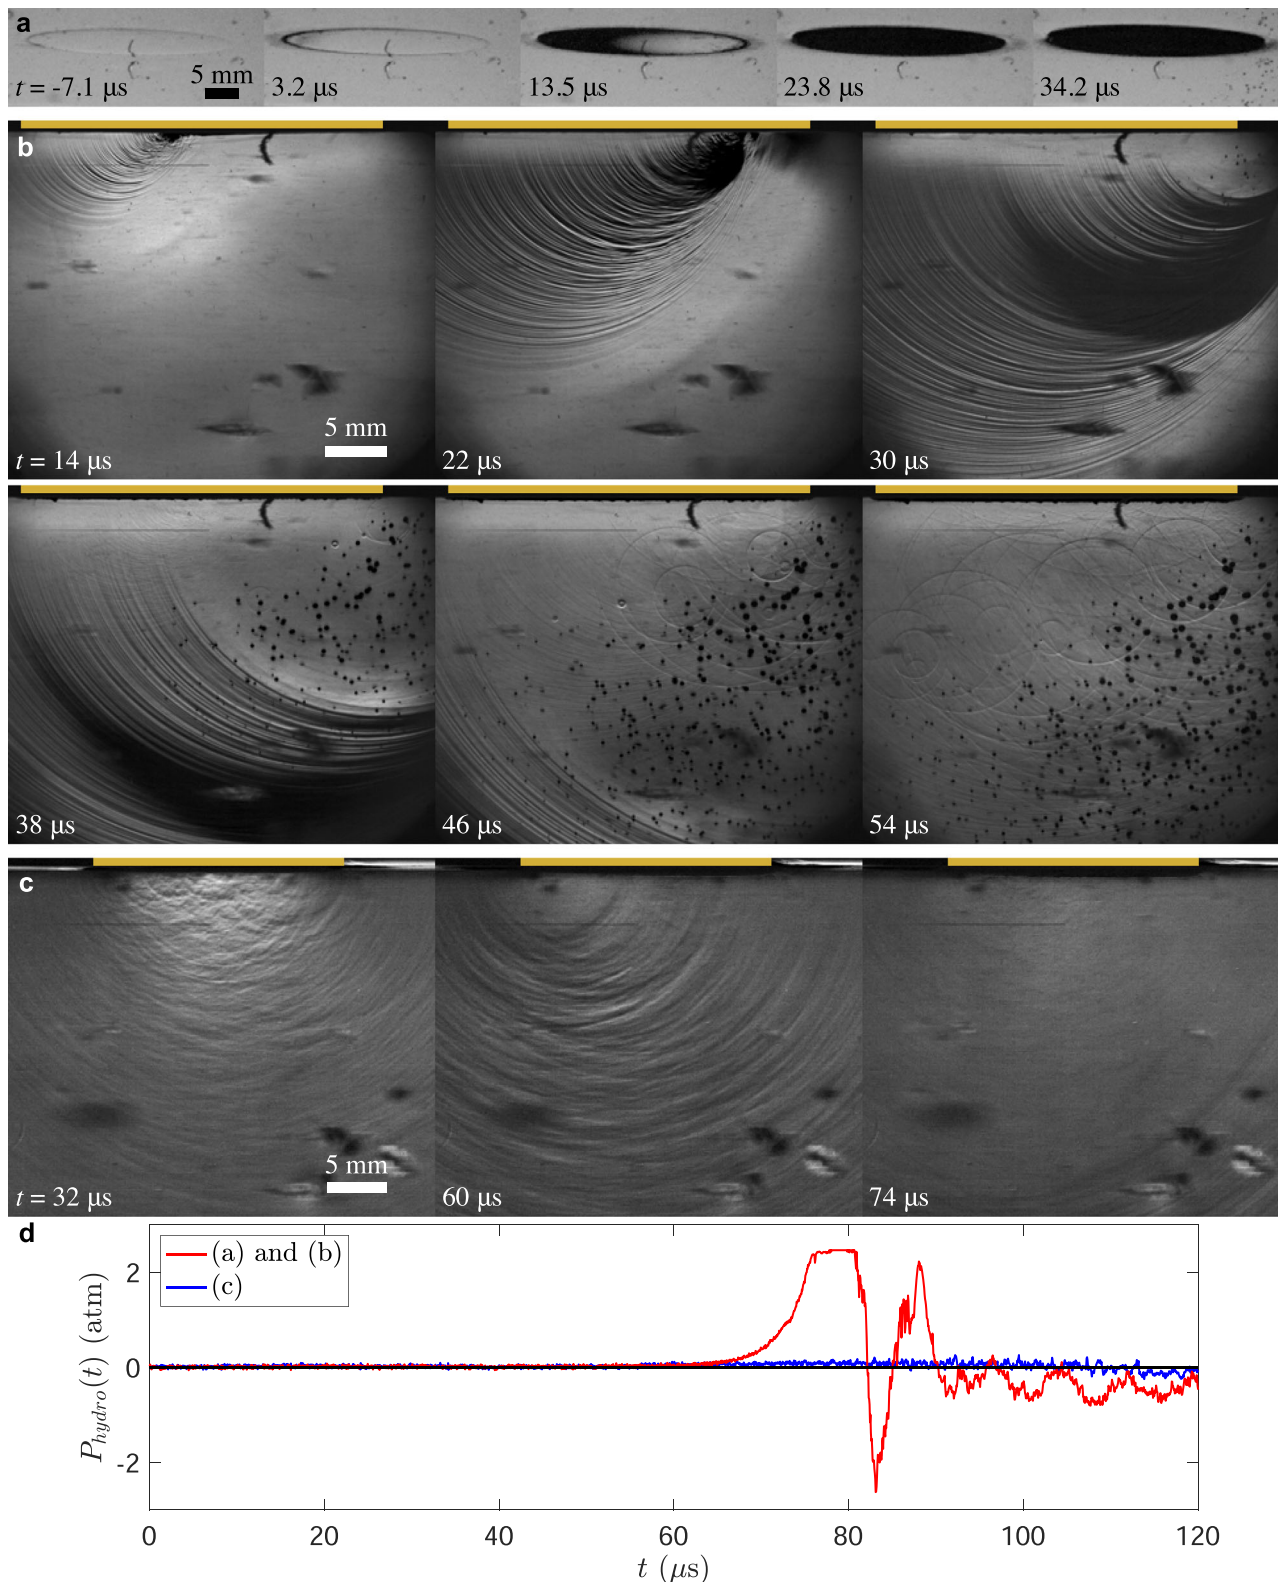 a
t = -7.1 µs
5 mm
3.2 µs
13.5 µs
23.8 µs
34.2 µs
b
t = 14 µs
5 mm
22 µs
30 µs
38 µs
46 µs
54 µs
c
t = 32 µs
5 mm
60 µs
74 µs
d
(a) and (b)
(c)
P_hydro(t) (atm)
2
0
-2
0 20 40 60 80 100 120
t (µs)